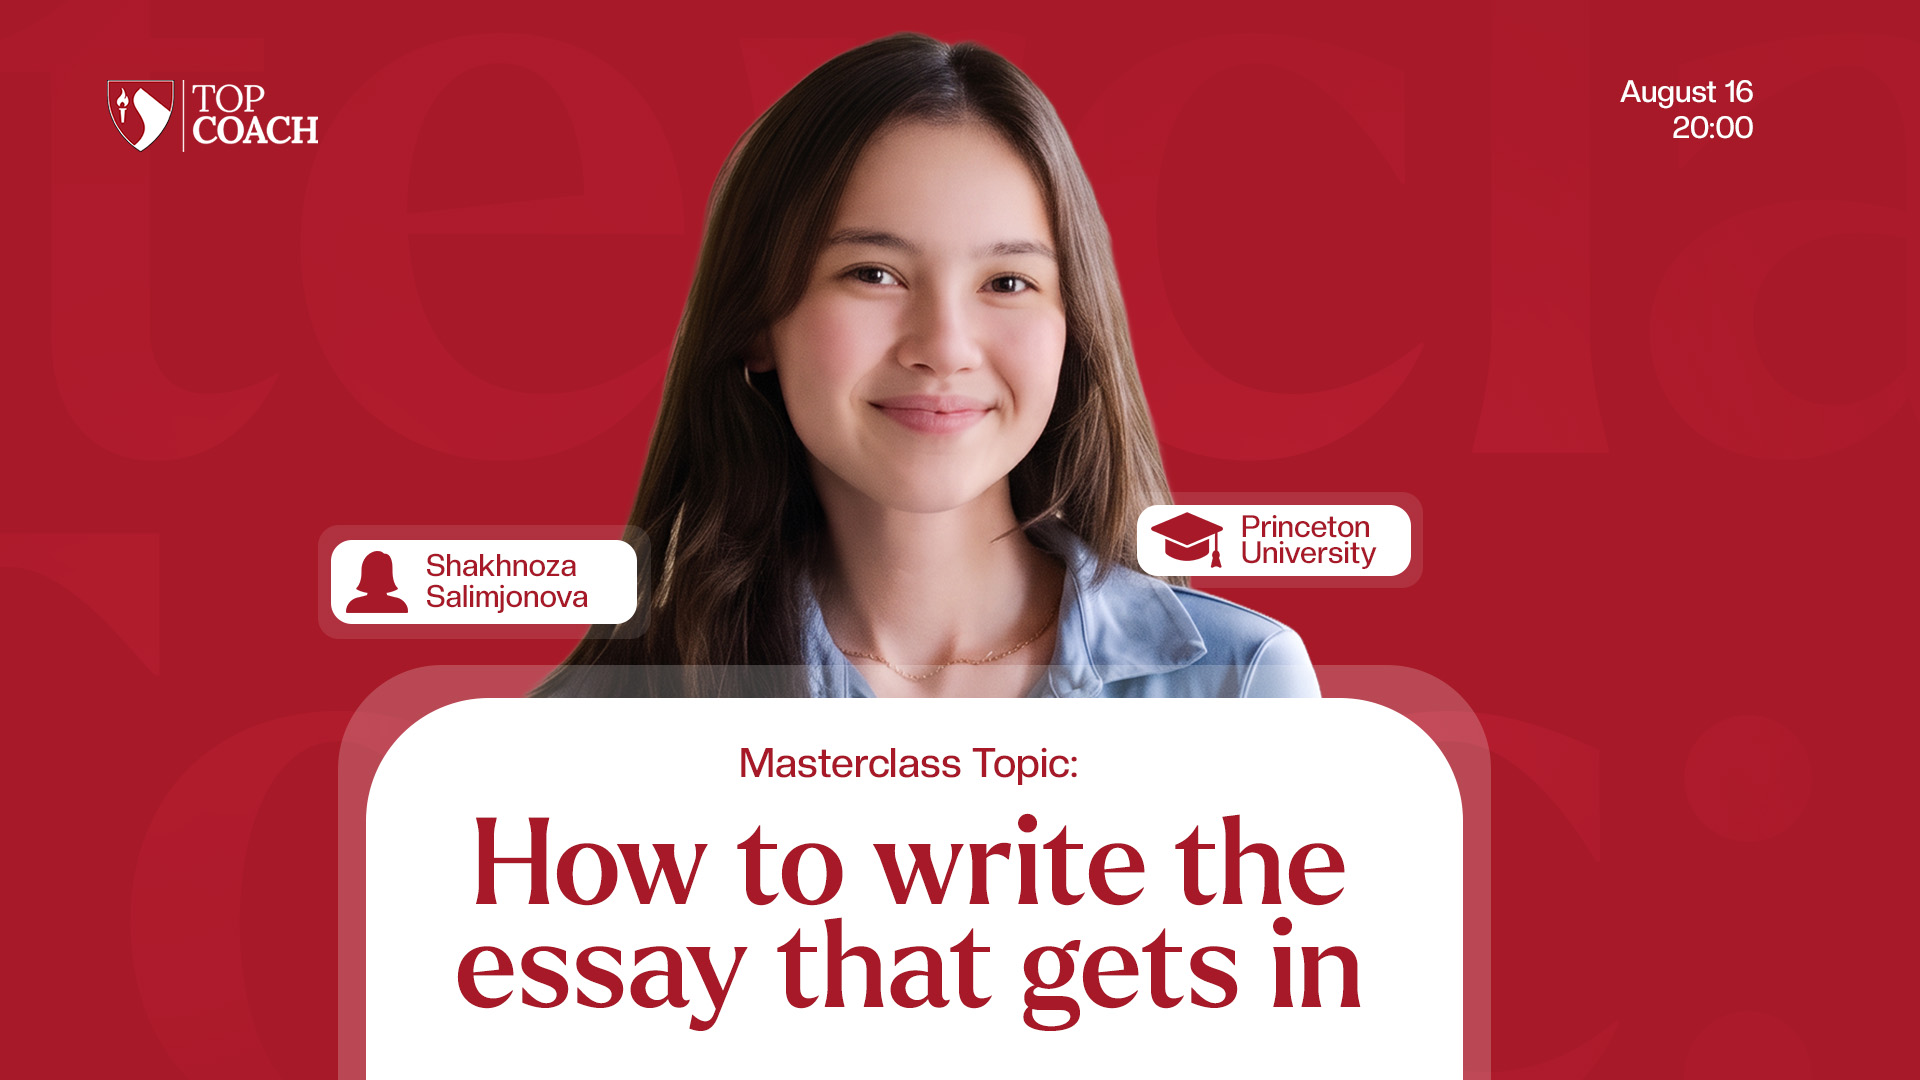 TOP
COACH
August 16
20:00
Shakhnoza
Salimjonova
Princeton
University
Masterclass Topic:
How to write the
essay that gets in